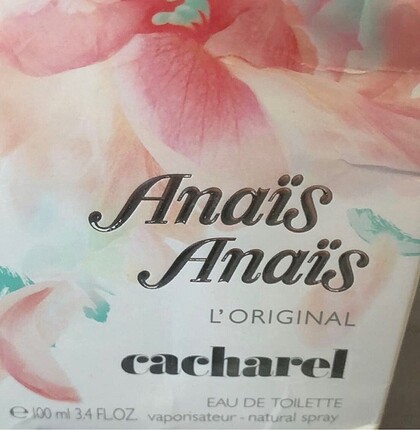 Anaïs
Anaïs
L'ORIGINAL
cacharel
EAU DE TOILETTE
e 100 ml 3.4 FL.OZ. vaporisateur - natural spray